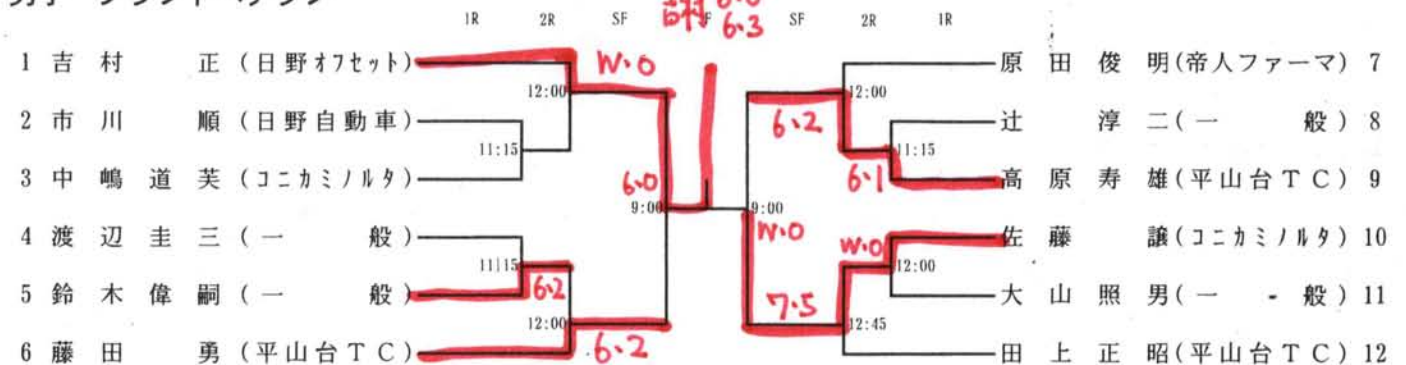 吉村
6.3
1R 2R SF F SF 2R 1R
1 吉村 正 (日野オフセット)
2 市川 順 (日野自動車)
3 中嶋道芙 (コニカミノルタ)
4 渡辺圭三 (一般)
5 鈴木偉嗣 (一般)
6 藤田 勇 (平山台TC)
W.O
12:00
11:15
6.0
9:00
11:15
6.2
12:00
6.2
原田俊明(帝人ファーマ) 7
辻 淳二(一般) 8
高原寿雄(平山台TC) 9
佐藤 譲(コニカミノルタ) 10
大山照男(一 - 般) 11
田上正昭(平山台TC) 12
12:00
6.2
11:15
6.1
9:00
W.O
W.O
12:00
7.5
12:45